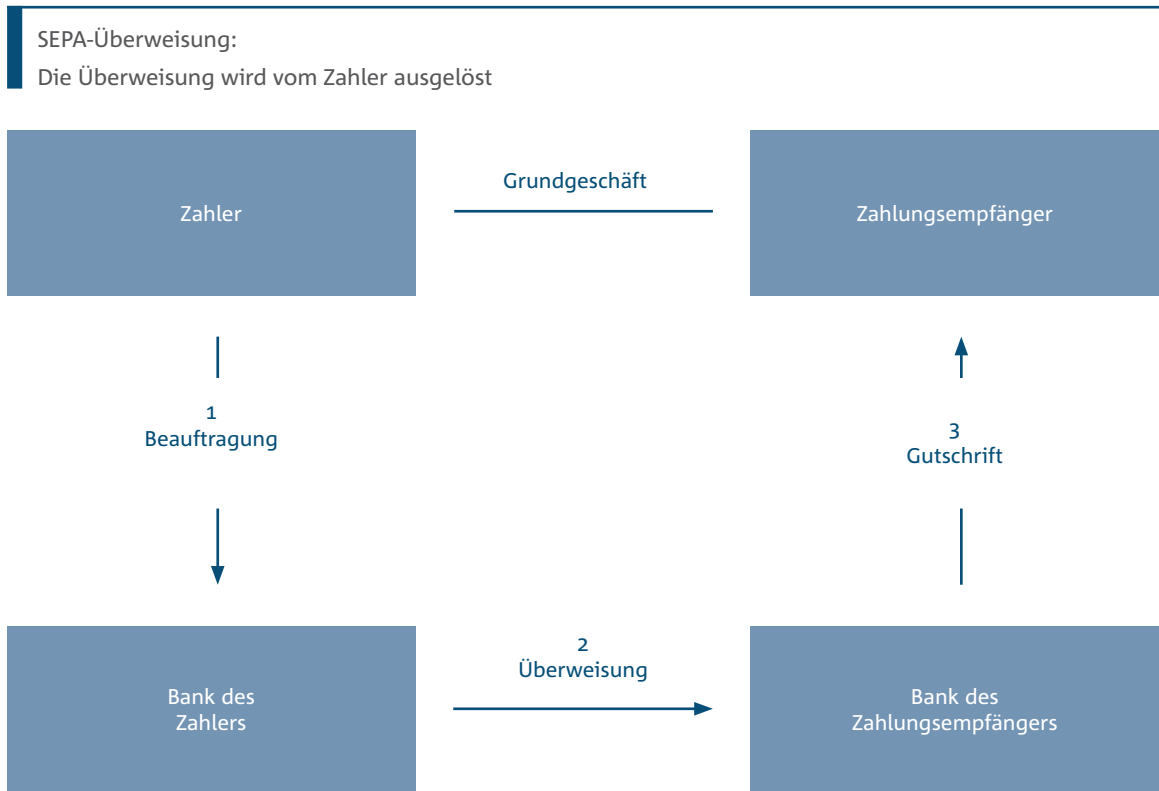 SEPA-Überweisung:
Die Überweisung wird vom Zahler ausgelöst
Zahler
Grundgeschäft
Zahlungsempfänger
1
Beauftragung
3
Gutschrift
Bank des
Zahlers
2
Überweisung
Bank des
Zahlungsempfängers